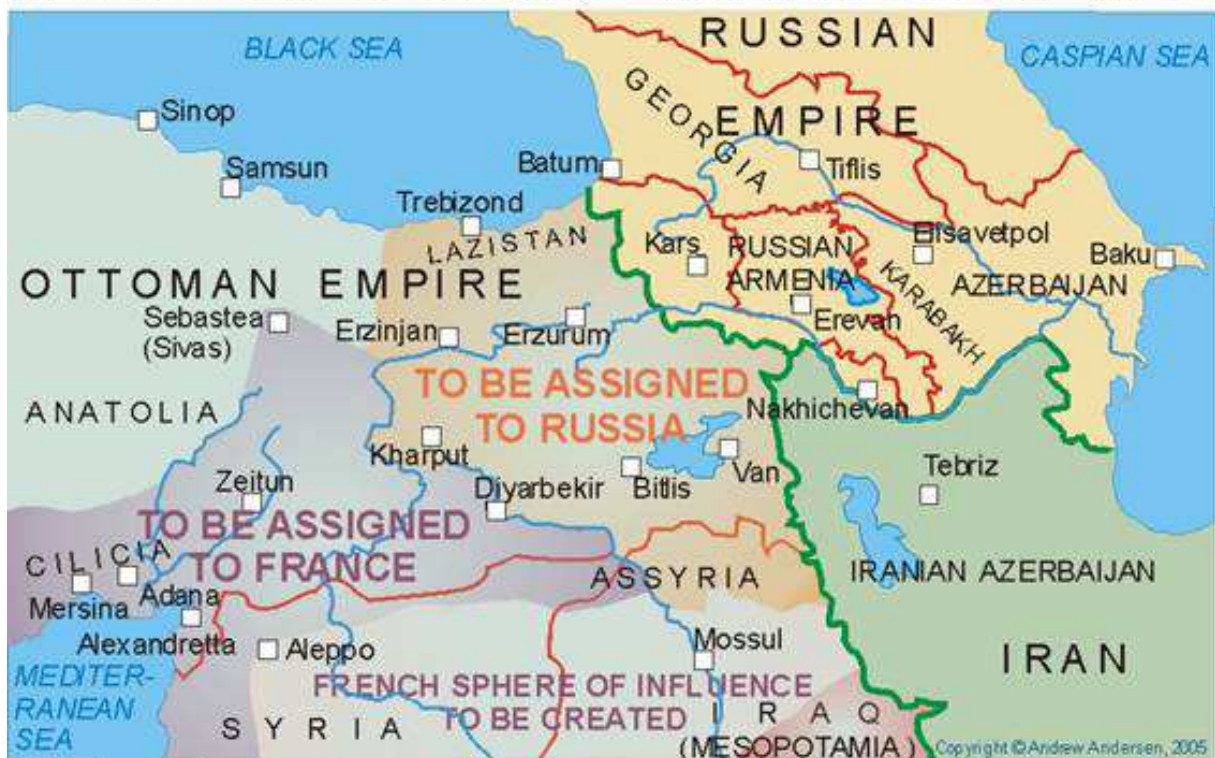 RUSSIAN
BLACK SEA
CASPIAN SEA
GEORGIA
EMPIRE
Sinop
Samsun
Batum
Tiflis
Trebizond
LAZISTAN
Kars
RUSSIAN
ARMENIA
Elisavetpol
Baku
KARABAKH
AZERBAIJAN
OTTOMAN EMPIRE
Sebastea
(Sivas)
Erzinjan
Erzurum
Erevan
TO BE ASSIGNED
TO RUSSIA
ANATOLIA
Nakhichevan
Kharput
Van
Bitlis
Tebriz
Zeitun
Diyarbekir
TO BE ASSIGNED
TO FRANCE
CILICIA
ASSYRIA
IRANIAN AZERBAIJAN
Mersina
Adana
Alexandretta
Aleppo
Mossul
IRAN
MEDITER-
RANEAN
SEA
FRENCH SPHERE OF INFLUENCE
TO BE CREATED
SYRIA
IRAQ
(MESOPOTAMIA)
Copyright ©Andrew Andersen, 2005